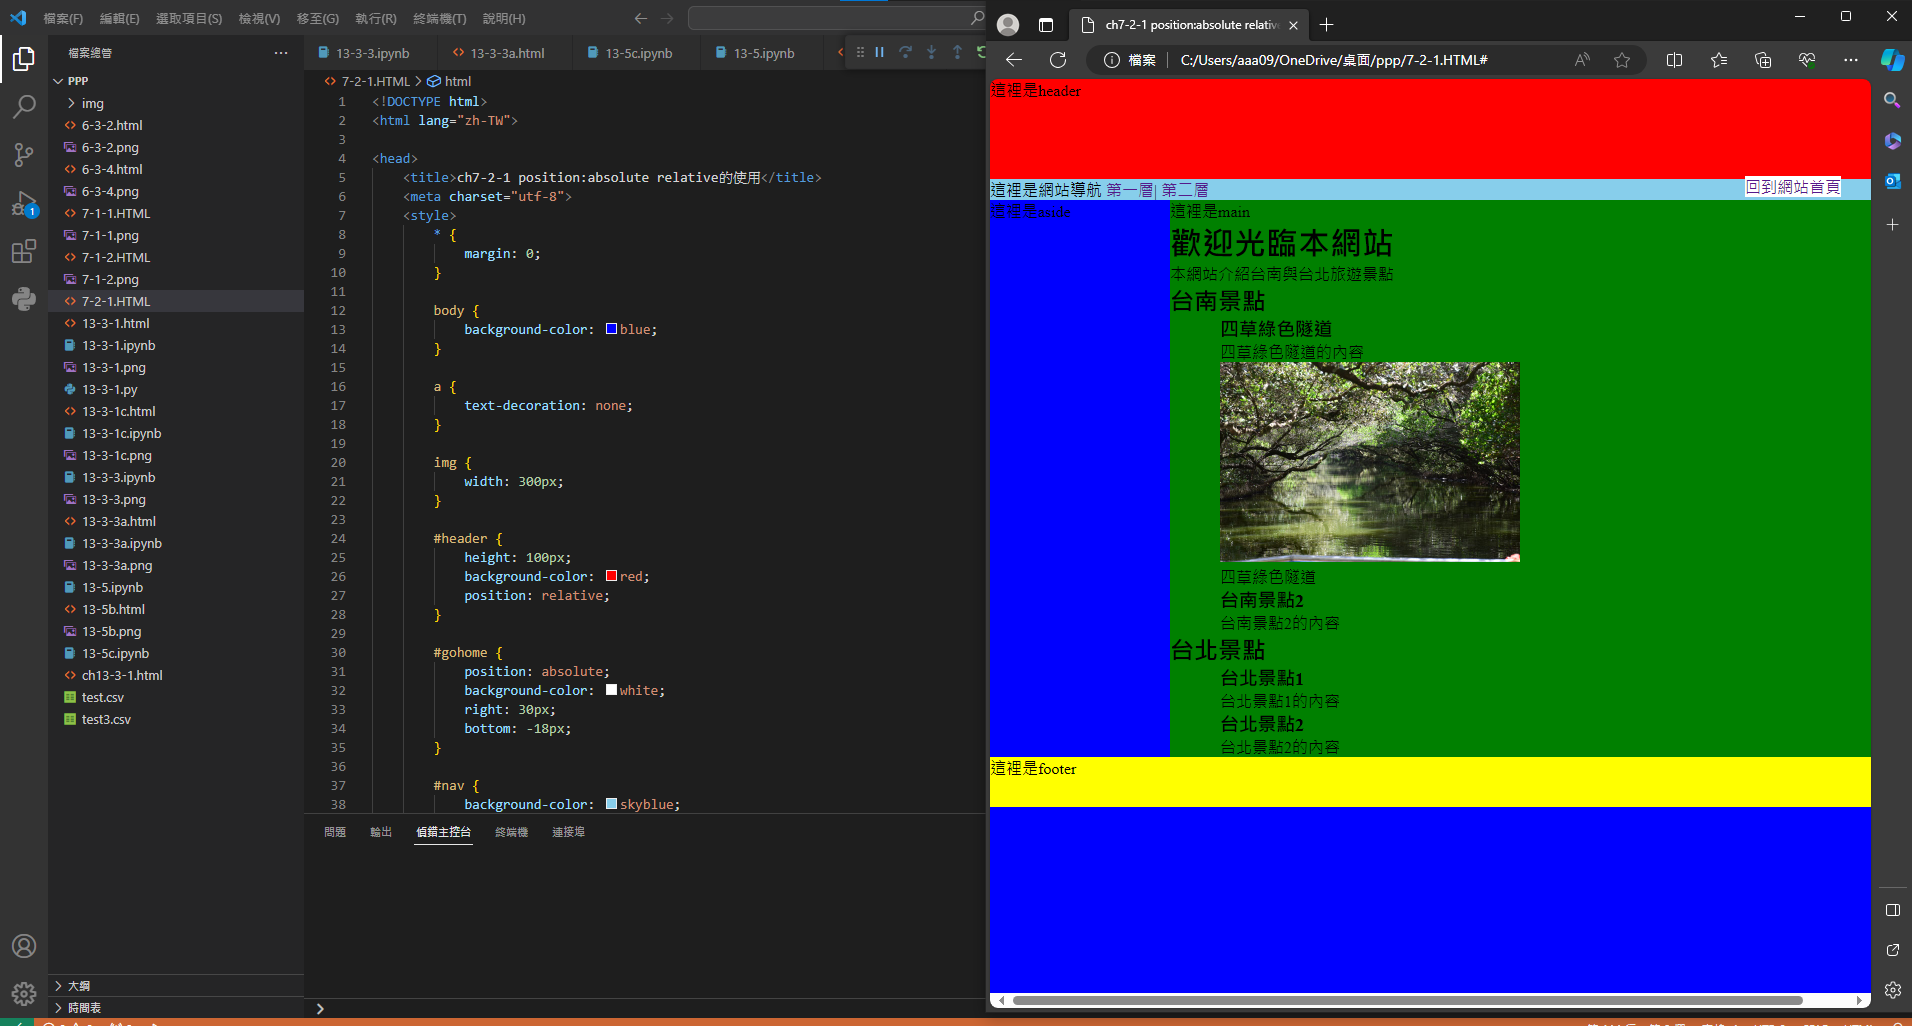 檔案(F) 編輯(E) 選取項目(S) 檢視(V) 移至(G) 執行(R) 終端機(T) 說明(H)
檔案總管
PPP
img
6-3-2.html
6-3-2.png
6-3-4.html
6-3-4.png
7-1-1.HTML
7-1-1.png
7-1-2.HTML
7-1-2.png
7-2-1.HTML
13-3-1.html
13-3-1.ipynb
13-3-1.png
13-3-1.py
13-3-1c.html
13-3-1c.ipynb
13-3-1c.png
13-3-3.ipynb
13-3-3.png
13-3-3a.html
13-3-3a.ipynb
13-3-3a.png
13-5.ipynb
13-5b.html
13-5b.png
13-5c.ipynb
ch13-3-1.html
test.csv
test3.csv
大綱
時間表
1
13-3-3.ipynb 13-3-3a.html 13-5c.ipynb 13-5.ipynb
7-2-1.HTML > html
1 <!DOCTYPE html>
2 <html lang="zh-TW">
3
4 <head>
5 <title>ch7-2-1 position:absolute relative的使用</title>
6 <meta charset="utf-8">
7 <style>
8 * {
9 margin: 0;
10 }
11
12 body {
13 background-color: blue;
14 }
15
16 a {
17 text-decoration: none;
18 }
19
20 img {
21 width: 300px;
22 }
23
24 #header {
25 height: 100px;
26 background-color: red;
27 position: relative;
28 }
29
30 #gohome {
31 position: absolute;
32 background-color: white;
33 right: 30px;
34 bottom: -18px;
35 }
36
37 #nav {
38 background-color: skyblue;
問題 輸出 偵錯主控台 終端機 連接埠
ch7-2-1 position:absolute relativ
檔案 C:/Users/aaa09/OneDrive/桌面/ppp/7-2-1.HTML#
這裡是header
這裡是網站導航 第一層| 第二層 回到網站首頁
這裡是aside
這裡是main
歡迎光臨本網站
本網站介紹台南與台北旅遊景點
台南景點
四草綠色隧道
四草綠色隧道的內容
四草綠色隧道
台南景點2
台南景點2的內容
台北景點
台北景點1
台北景點1的內容
台北景點2
台北景點2的內容
這裡是footer